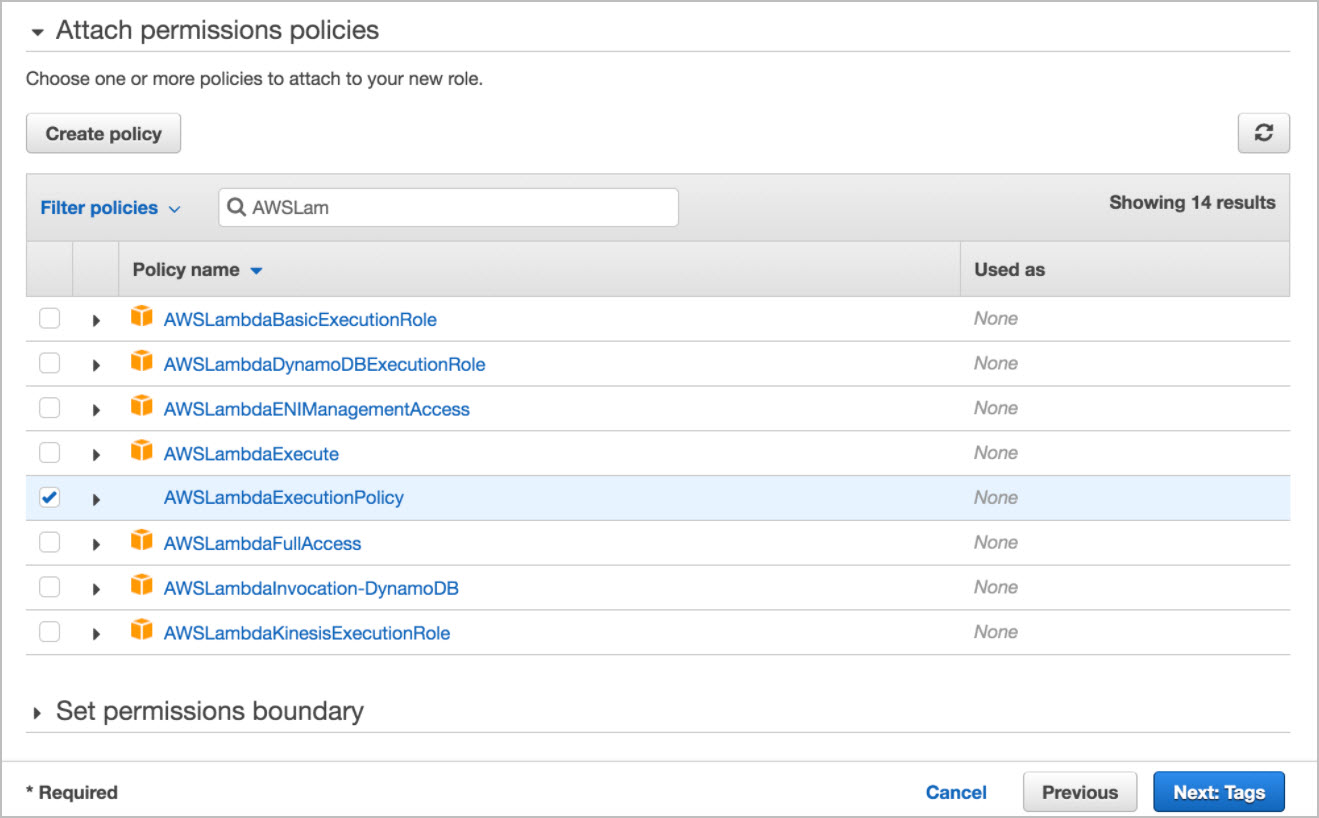 Attach permissions policies
Choose one or more policies to attach to your new role.
Create policy
Filter policies
AWSLam
Showing 14 results
Policy name
Used as
AWSLambdaBasicExecutionRole
None
AWSLambdaDynamoDBExecutionRole
None
AWSLambdaENIManagementAccess
None
AWSLambdaExecute
None
AWSLambdaExecutionPolicy
None
AWSLambdaFullAccess
None
AWSLambdaInvocation-DynamoDB
None
AWSLambdaKinesisExecutionRole
None
Set permissions boundary
* Required
Cancel
Previous
Next: Tags